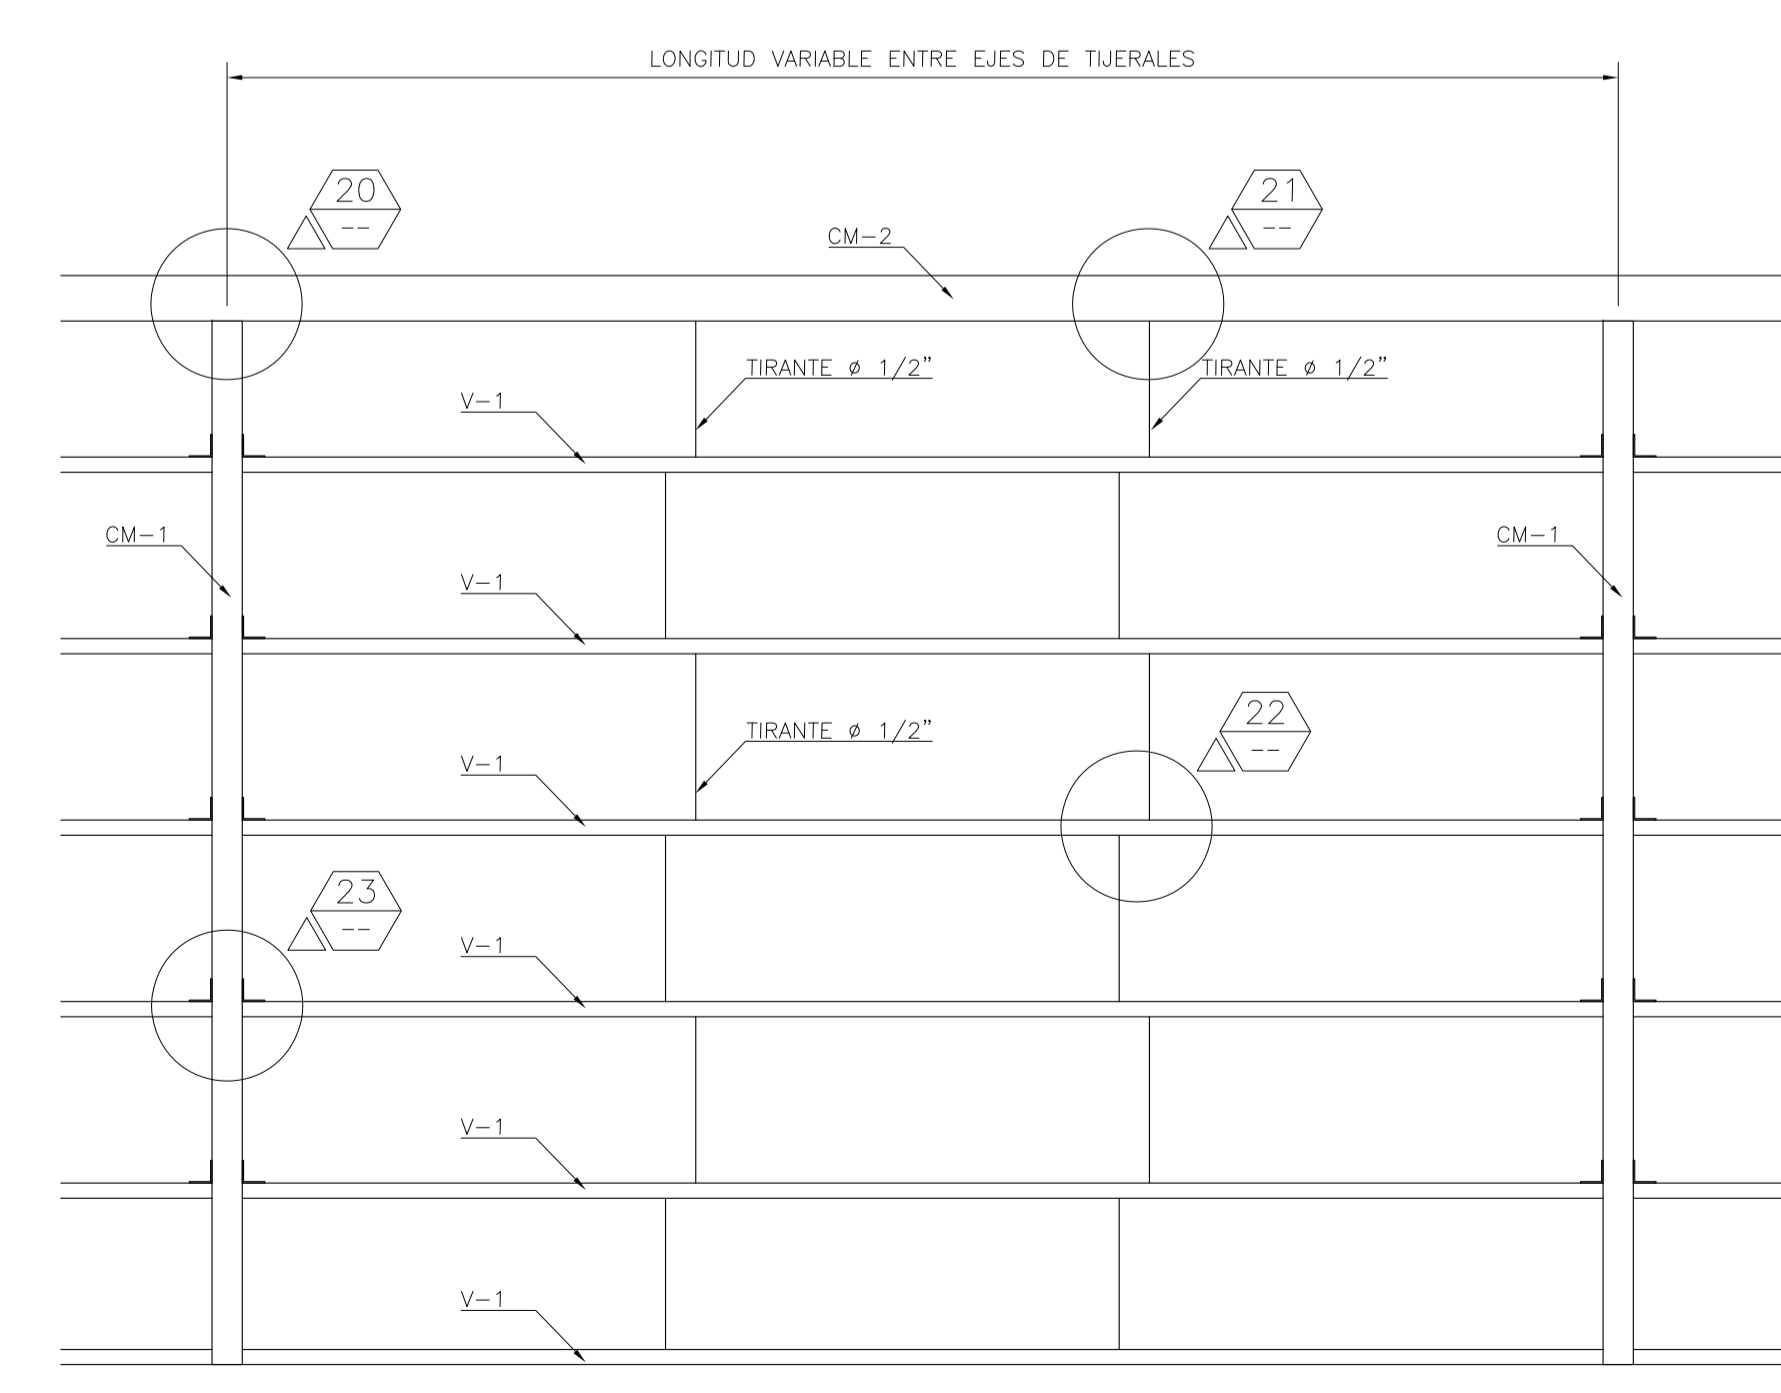 LONGITUD VARIABLE ENTRE EJES DE TIJERALES
20
--
21
--
CM-2
TIRANTE ø 1/2”
TIRANTE ø 1/2”
V-1
CM-1
CM-1
V-1
22
--
TIRANTE ø 1/2”
V-1
23
--
V-1
V-1
V-1